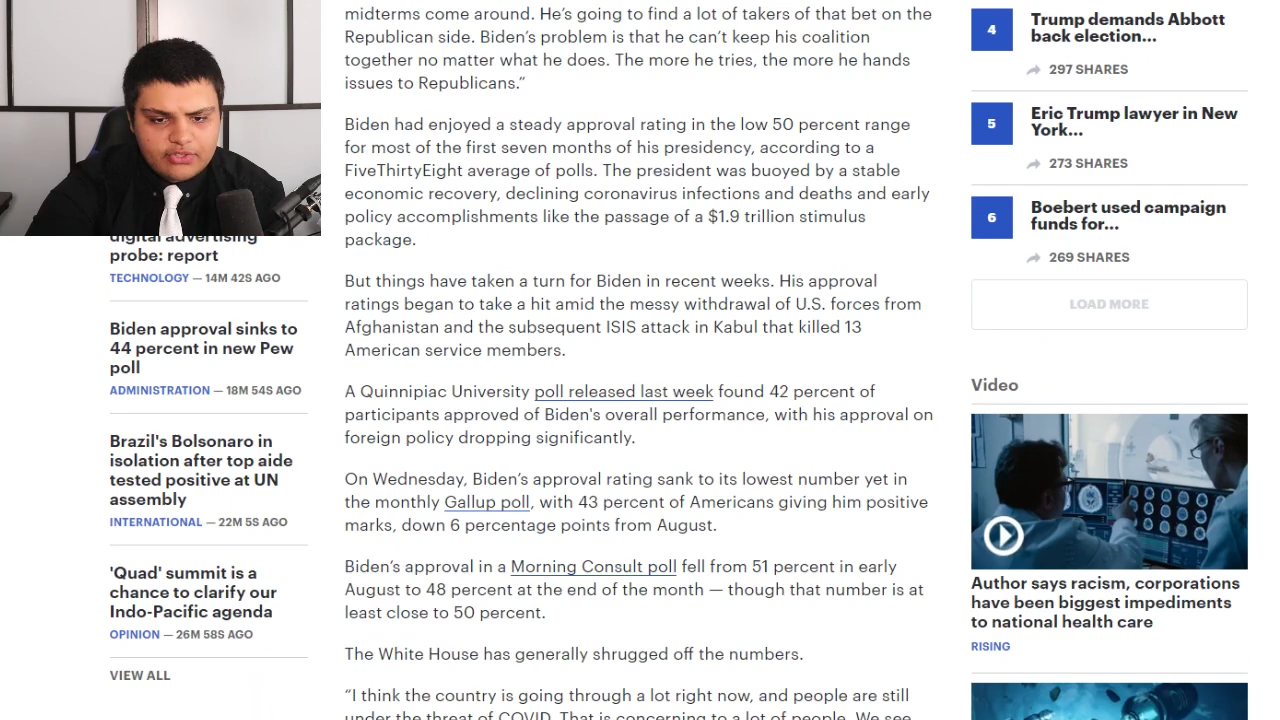 midterms come around. He’s going to find a lot of takers of that bet on the
Republican side. Biden’s problem is that he can’t keep his coalition
together no matter what he does. The more he tries, the more he hands
issues to Republicans.”
Biden had enjoyed a steady approval rating in the low 50 percent range
for most of the first seven months of his presidency, according to a
FiveThirtyEight average of polls. The president was buoyed by a stable
economic recovery, declining coronavirus infections and deaths and early
policy accomplishments like the passage of a $1.9 trillion stimulus
package.
But things have taken a turn for Biden in recent weeks. His approval
ratings began to take a hit amid the messy withdrawal of U.S. forces from
Afghanistan and the subsequent ISIS attack in Kabul that killed 13
American service members.
A Quinnipiac University poll released last week found 42 percent of
participants approved of Biden's overall performance, with his approval on
foreign policy dropping significantly.
On Wednesday, Biden’s approval rating sank to its lowest number yet in
the monthly Gallup poll, with 43 percent of Americans giving him positive
marks, down 6 percentage points from August.
Biden’s approval in a Morning Consult poll fell from 51 percent in early
August to 48 percent at the end of the month — though that number is at
least close to 50 percent.
The White House has generally shrugged off the numbers.
“I think the country is going through a lot right now, and people are still
under the threat of COVID. That is concerning to a lot of people. We see
digital advertising
probe: report
TECHNOLOGY — 14M 42S AGO
Biden approval sinks to
44 percent in new Pew
poll
ADMINISTRATION — 18M 54S AGO
Brazil's Bolsonaro in
isolation after top aide
tested positive at UN
assembly
INTERNATIONAL — 22M 5S AGO
'Quad' summit is a
chance to clarify our
Indo-Pacific agenda
OPINION — 26M 58S AGO
VIEW ALL
4
Trump demands Abbott
back election...
297 SHARES
5
Eric Trump lawyer in New
York...
273 SHARES
6
Boebert used campaign
funds for...
269 SHARES
LOAD MORE
Video
Author says racism, corporations
have been biggest impediments
to national health care
RISING